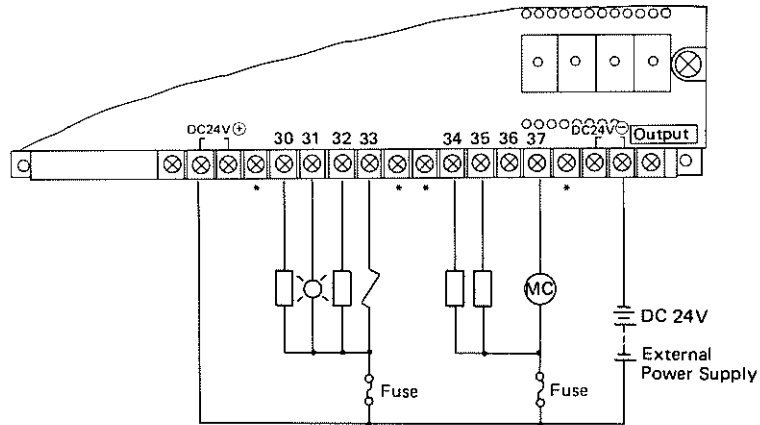 DC24V ⊕
30 31 32 33
34 35 36 37
DC24V ⊖
Output
* * * *
MC
DC 24V
External
Power Supply
Fuse
Fuse